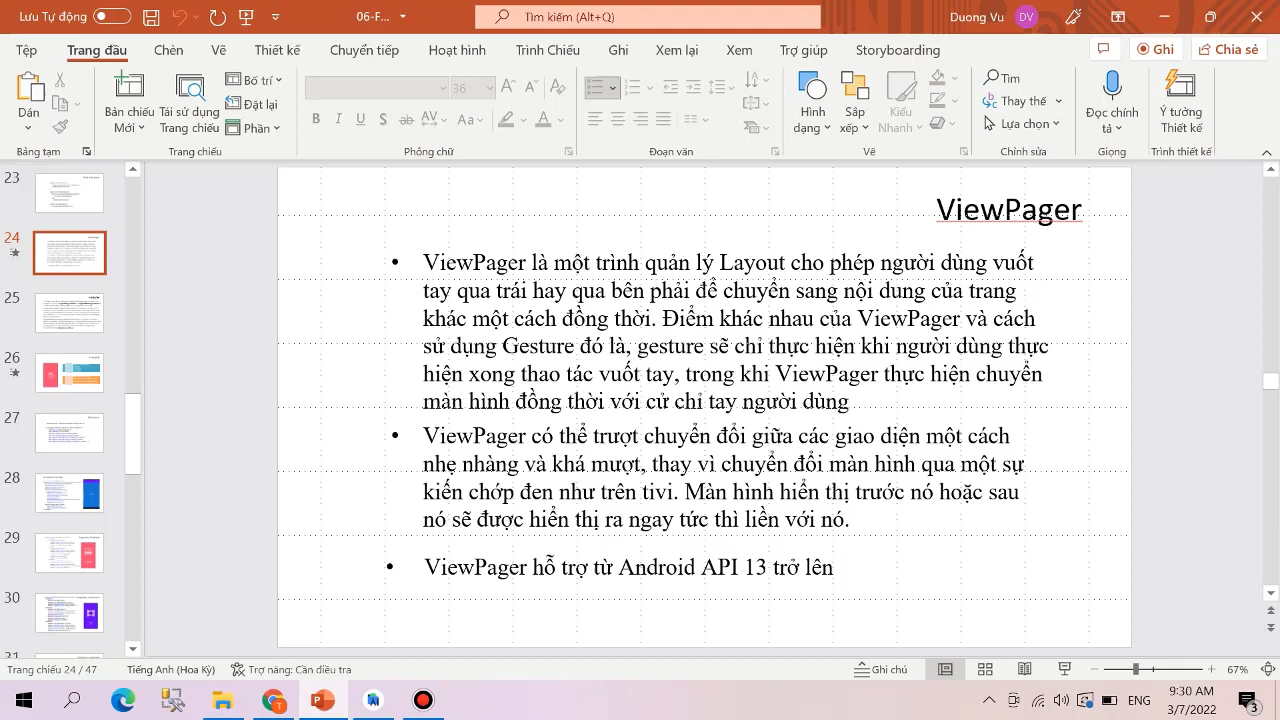 Lưu Tự động
06-F...
Tìm kiếm (Alt+Q)
Duong Vu
DV
Tệp
Trang đầu
Chèn
Vẽ
Thiết kế
Chuyển tiếp
Hoạt hình
Trình Chiếu
Ghi
Xem lại
Xem
Trợ giúp
Storyboarding
Ghi
Chia sẻ
Dán
Bản chiếu Mới
Tái sử dụng Trang chiếu
Bố trí
Đặt lại
Phần
Hình dạng
Sắp xếp
Kiểu Nhanh
Tìm
Thay thế
Lựa chọn
Đọc chính tả
Ý tưởng Thiết kế
Bảng tạm
Trang chiếu
Phông chữ
Đoạn văn
Vẽ
Chỉnh sửa
Giọng
Trình thiết kế
23
25
26
29
30
ViewPager
• ViewPager là một trình quản lý Layout cho phép người dùng vuốt
tay qua trái hay qua bên phải để chuyển sang nội dung của trang
khác một cách đồng thời. Điểm khác nhau của ViewPager và cách
sử dụng Gesture đó là, gesture sẽ chỉ thực hiện khi người dùng thực
hiện xong thao tác vuốt tay, trong khi ViewPager thực hiện chuyển
màn hình đồng thời với cử chỉ tay người dùng
• ViewPager có thể trượt chuyển đổi giữa các giao diện một cách
nhẹ nhàng và khá mượt, thay vì chuyển đổi màn hình qua một sự
kiện chớp đen như trên tivi. Màn hình hiển thị trước nó hoặc sau
nó sẽ được hiển thị ra ngay tức thì liền với nó.
• ViewPager hỗ trợ từ Android API 13 trở lên
Trang chiếu 24 / 47
Tiếng Anh (Hoa Kỳ)
Trợ năng: Cần điều tra
Ghi chú
67%
ENG
9:30 AM
3/7/2022
3